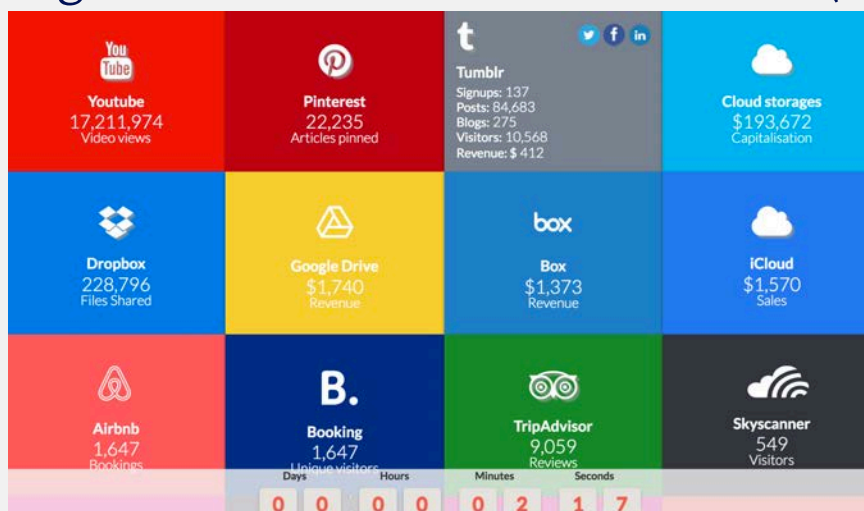 You
Tube
Youtube
17,211,974
Video views
Pinterest
22,235
Articles pinned
t
Tumblr
Signups: 137
Posts: 84,683
Blogs: 275
Visitors: 10,568
Revenue: $ 412
Cloud storages
$193,672
Capitalisation
Dropbox
228,796
Files Shared
Google Drive
$1,740
Revenue
box
Box
$1,373
Revenue
iCloud
$1,570
Sales
Airbnb
1,647
Bookings
B.
Booking
1,647
Unique visitors
TripAdvisor
9,059
Reviews
Skyscanner
549
Visitors
Days Hours Minutes Seconds
0 0 0 0 0 2 1 7